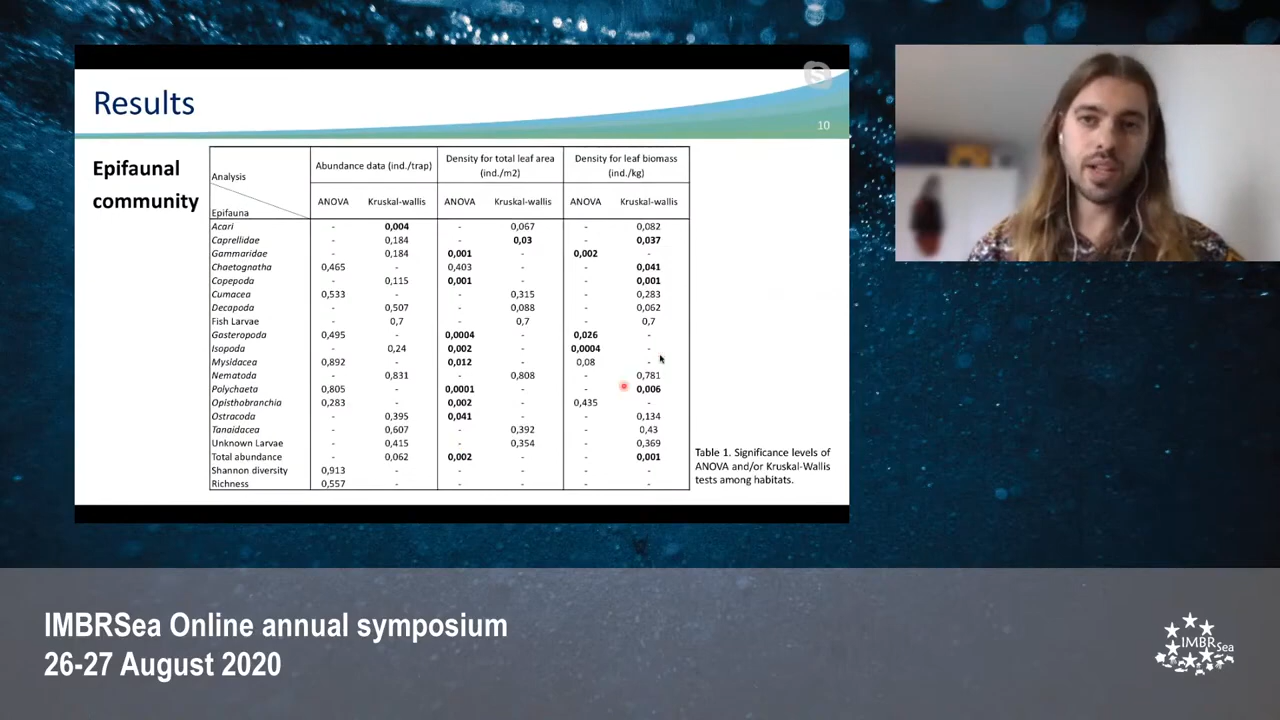 Results
10
Epifaunal
community
Analysis
Epifauna
Abundance data (ind./trap)
Density for total leaf area
(ind./m2)
Density for leaf biomass
(ind./kg)
ANOVA Kruskal-wallis ANOVA Kruskal-wallis ANOVA Kruskal-wallis
Acari - 0,004 - 0,067 - 0,082
Caprellidae - 0,184 - 0,03 - 0,037
Gammaridae - 0,184 0,001 - 0,002 -
Chaetognatha 0,465 - 0,403 - - 0,041
Copepoda - 0,115 0,001 - - 0,001
Cumacea 0,533 - - 0,315 - 0,283
Decapoda - 0,507 - 0,088 - 0,062
Fish Larvae - 0,7 - 0,7 - 0,7
Gasteropoda 0,495 - 0,0004 - 0,026 -
Isopoda - 0,24 0,002 - 0,0004 -
Mysidacea 0,892 - 0,012 - 0,08 -
Nematoda - 0,831 - 0,808 - 0,781
Polychaeta 0,805 - 0,0001 - - 0,006
Opisthobranchia 0,283 - 0,002 - 0,435 -
Ostracoda - 0,395 0,041 - - 0,134
Tanaidacea - 0,607 - 0,392 - 0,43
Unknown Larvae - 0,415 - 0,354 - 0,369
Total abundance - 0,062 0,002 - - 0,001
Shannon diversity 0,913 - - - - -
Richness 0,557 - - - - -
Table 1. Significance levels of
ANOVA and/or Kruskal-Wallis
tests among habitats.
IMBRSea Online annual symposium
26-27 August 2020
IMBRSea